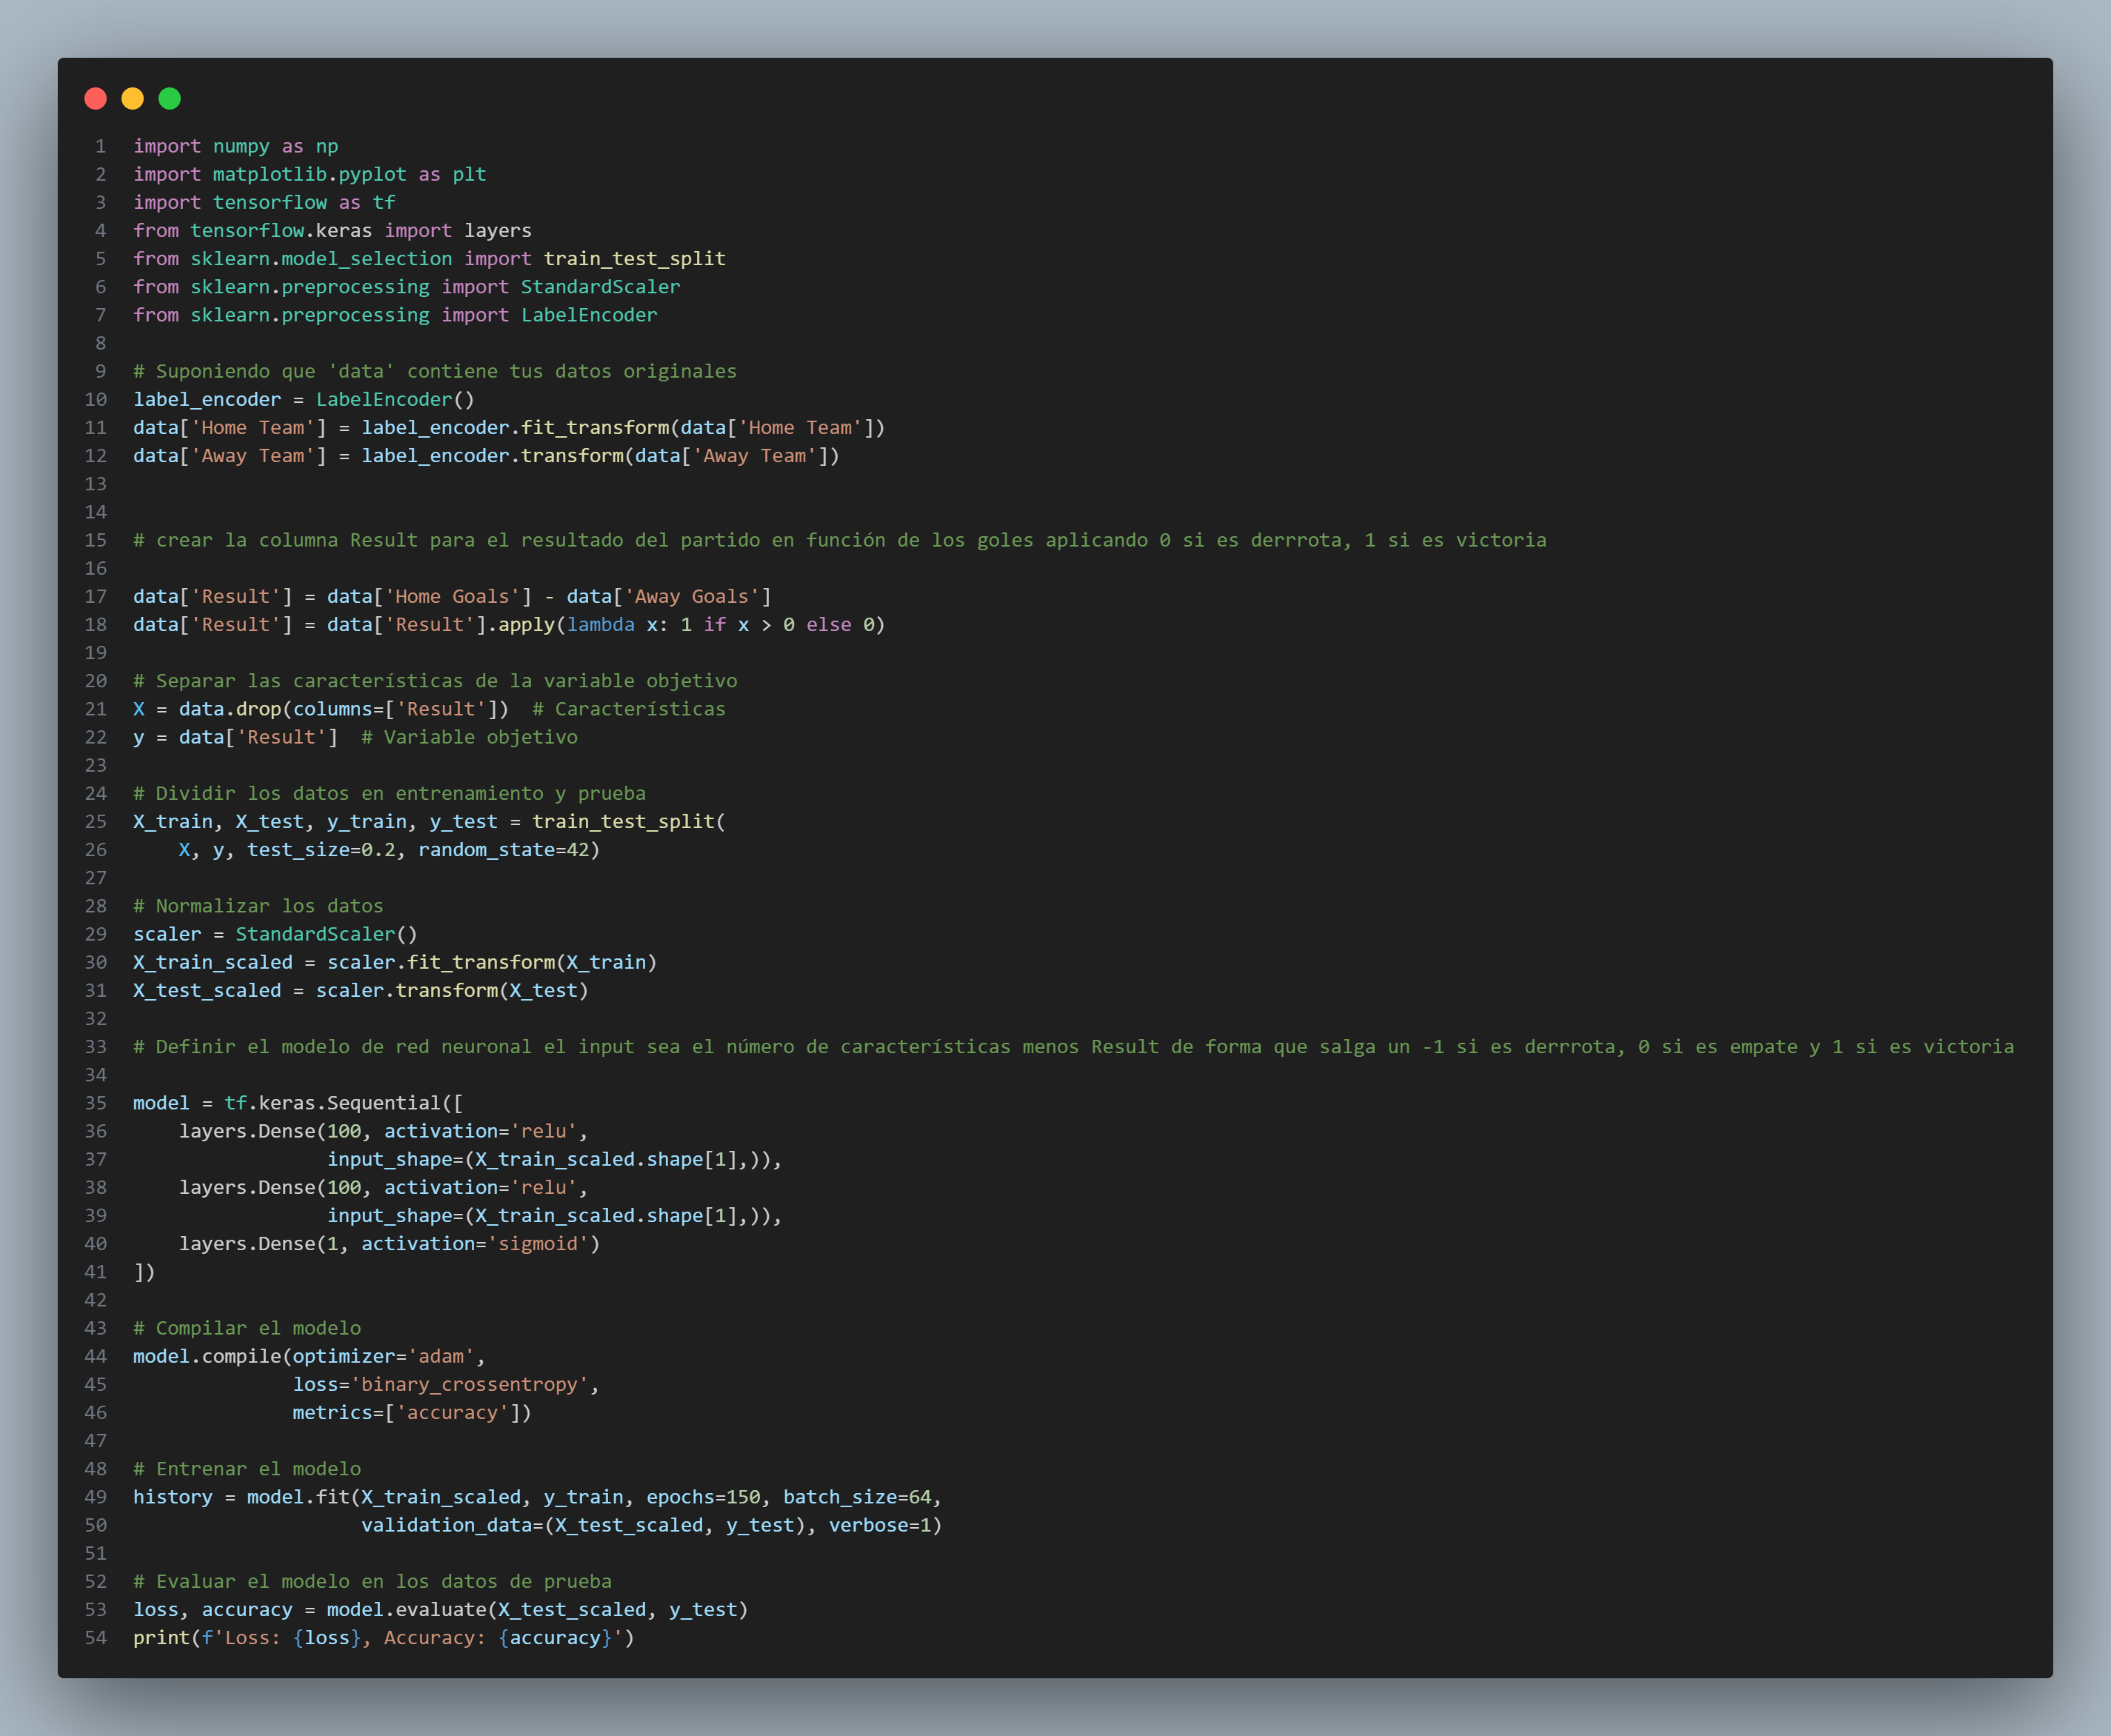 1 import numpy as np
2 import matplotlib.pyplot as plt
3 import tensorflow as tf
4 from tensorflow.keras import layers
5 from sklearn.model_selection import train_test_split
6 from sklearn.preprocessing import StandardScaler
7 from sklearn.preprocessing import LabelEncoder
8
9 # Suponiendo que 'data' contiene tus datos originales
10 label_encoder = LabelEncoder()
11 data['Home Team'] = label_encoder.fit_transform(data['Home Team'])
12 data['Away Team'] = label_encoder.transform(data['Away Team'])
13
14
15 # crear la columna Result para el resultado del partido en función de los goles aplicando 0 si es derrrota, 1 si es victoria
16
17 data['Result'] = data['Home Goals'] - data['Away Goals']
18 data['Result'] = data['Result'].apply(lambda x: 1 if x > 0 else 0)
19
20 # Separar las características de la variable objetivo
21 X = data.drop(columns=['Result'])  # Características
22 y = data['Result']  # Variable objetivo
23
24 # Dividir los datos en entrenamiento y prueba
25 X_train, X_test, y_train, y_test = train_test_split(
26     X, y, test_size=0.2, random_state=42)
27
28 # Normalizar los datos
29 scaler = StandardScaler()
30 X_train_scaled = scaler.fit_transform(X_train)
31 X_test_scaled = scaler.transform(X_test)
32
33 # Definir el modelo de red neuronal el input sea el número de características menos Result de forma que salga un -1 si es derrrota, 0 si es empate y 1 si es victoria
34
35 model = tf.keras.Sequential([
36     layers.Dense(100, activation='relu',
37                  input_shape=(X_train_scaled.shape[1],)),
38     layers.Dense(100, activation='relu',
39                  input_shape=(X_train_scaled.shape[1],)),
40     layers.Dense(1, activation='sigmoid')
41 ])
42
43 # Compilar el modelo
44 model.compile(optimizer='adam',
45               loss='binary_crossentropy',
46               metrics=['accuracy'])
47
48 # Entrenar el modelo
49 history = model.fit(X_train_scaled, y_train, epochs=150, batch_size=64,
50                     validation_data=(X_test_scaled, y_test), verbose=1)
51
52 # Evaluar el modelo en los datos de prueba
53 loss, accuracy = model.evaluate(X_test_scaled, y_test)
54 print(f'Loss: {loss}, Accuracy: {accuracy}')